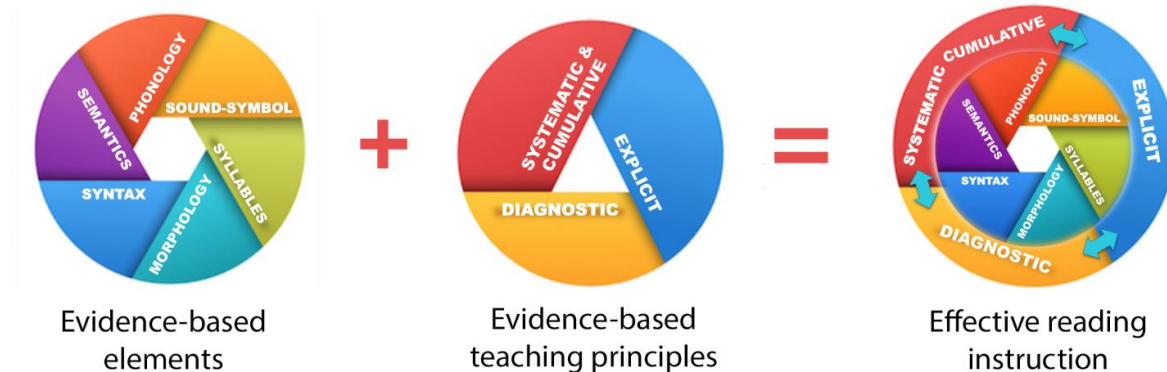 PHONOLOGY
SOUND-SYMBOL
SYLLABLES
MORPHOLOGY
SYNTAX
SEMANTICS
Evidence-based
elements
+
SYSTEMATIC &
CUMULATIVE
EXPLICIT
DIAGNOSTIC
Evidence-based
teaching principles
=
SYSTEMATIC CUMULATIVE
EXPLICIT
DIAGNOSTIC
PHONOLOGY
SOUND-SYMBOL
SYLLABLES
MORPHOLOGY
SYNTAX
SEMANTICS
Effective reading
instruction